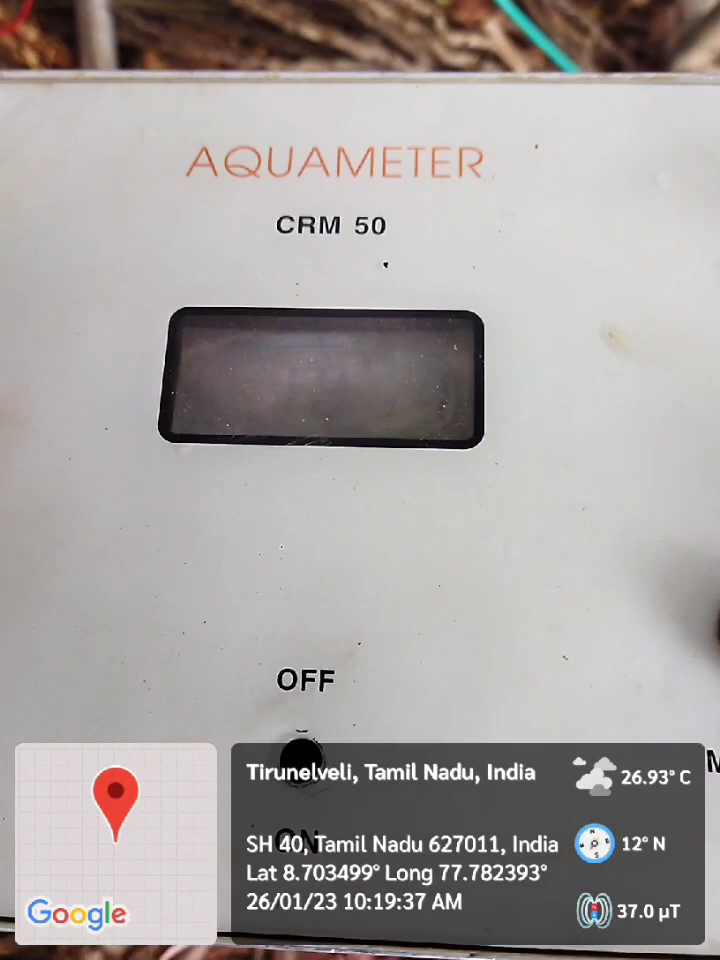 AQUAMETER
CRM 50
OFF
ON
Tirunelveli, Tamil Nadu, India
SH 40, Tamil Nadu 627011, India
Lat 8.703499° Long 77.782393°
26/01/23 10:19:37 AM
26.93° C
12° N
37.0 µT
Google